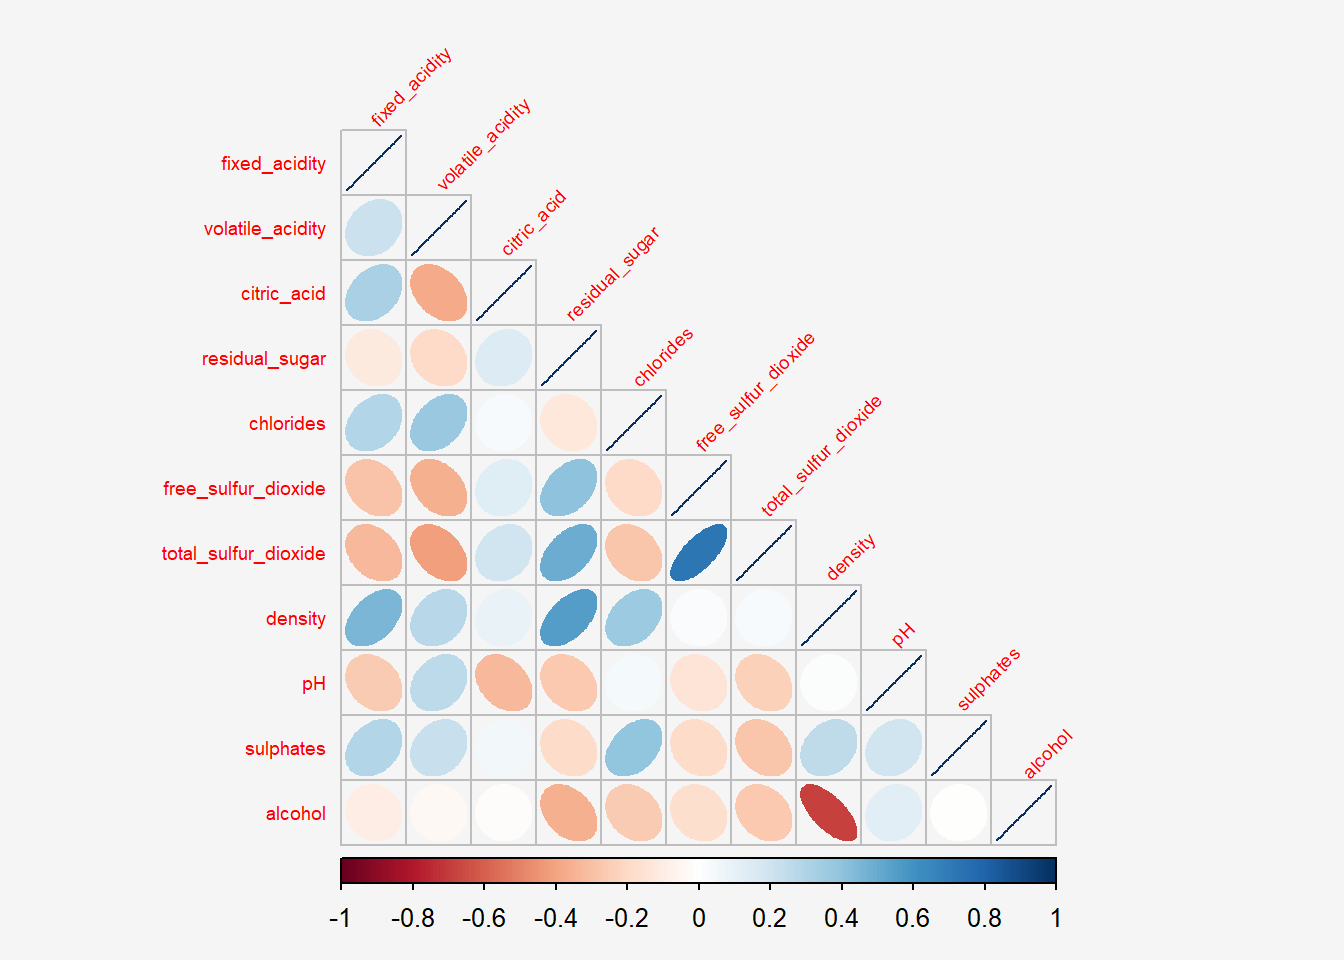 fixed_acidity
volatile_acidity
citric_acid
residual_sugar
chlorides
free_sulfur_dioxide
total_sulfur_dioxide
density
pH
sulphates
alcohol
fixed_acidity
volatile_acidity
citric_acid
residual_sugar
chlorides
free_sulfur_dioxide
total_sulfur_dioxide
density
pH
sulphates
alcohol
-1 -0.8 -0.6 -0.4 -0.2 0 0.2 0.4 0.6 0.8 1